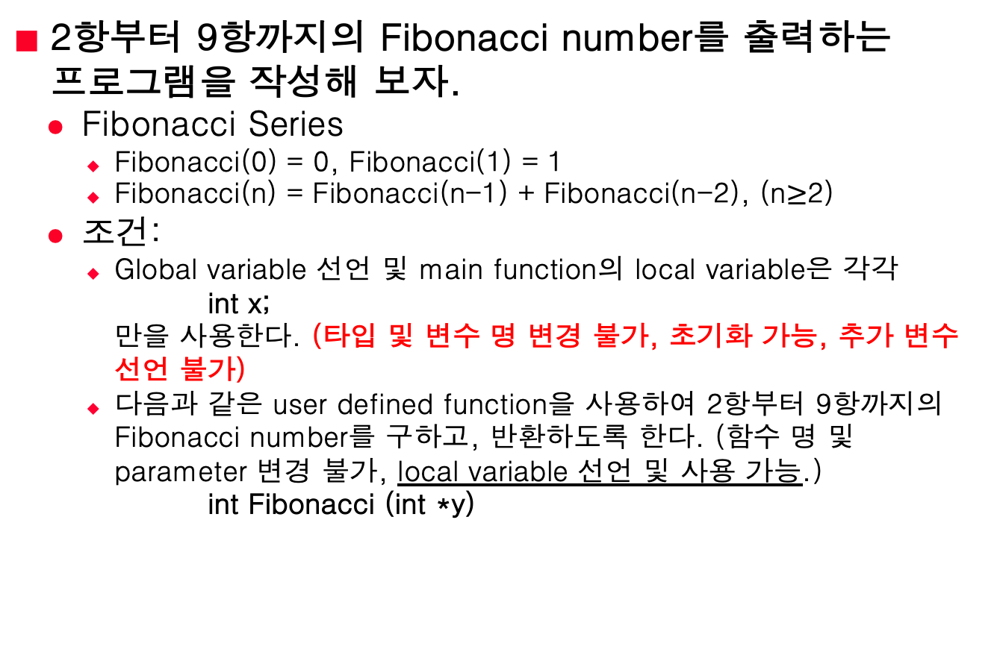 2항부터 9항까지의 Fibonacci number를 출력하는
프로그램을 작성해 보자.
Fibonacci Series
Fibonacci(0) = 0, Fibonacci(1) = 1
Fibonacci(n) = Fibonacci(n-1) + Fibonacci(n-2), (n≥2)
조건:
Global variable 선언 및 main function의 local variable은 각각
int x;
만을 사용한다. (타입 및 변수 명 변경 불가, 초기화 가능, 추가 변수
선언 불가)
다음과 같은 user defined function을 사용하여 2항부터 9항까지의
Fibonacci number를 구하고, 반환하도록 한다. (함수 명 및
parameter 변경 불가, local variable 선언 및 사용 가능.)
int Fibonacci (int *y)